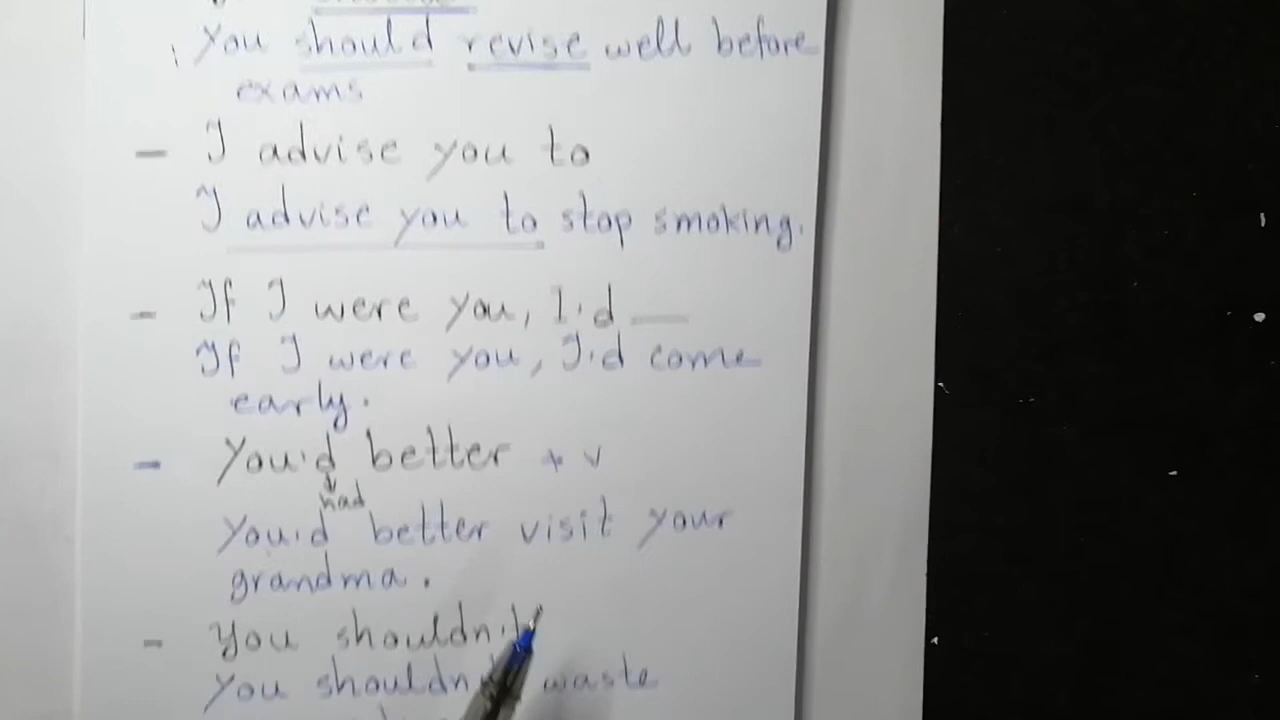 You should revise well before
exams
- I advise you to
I advise you to stop smoking.
- If I were you, I'd
If I were you, I'd come
early.
- You'd better + v
had
You'd better visit your
grandma.
- You shouldn't
You shouldn't waste